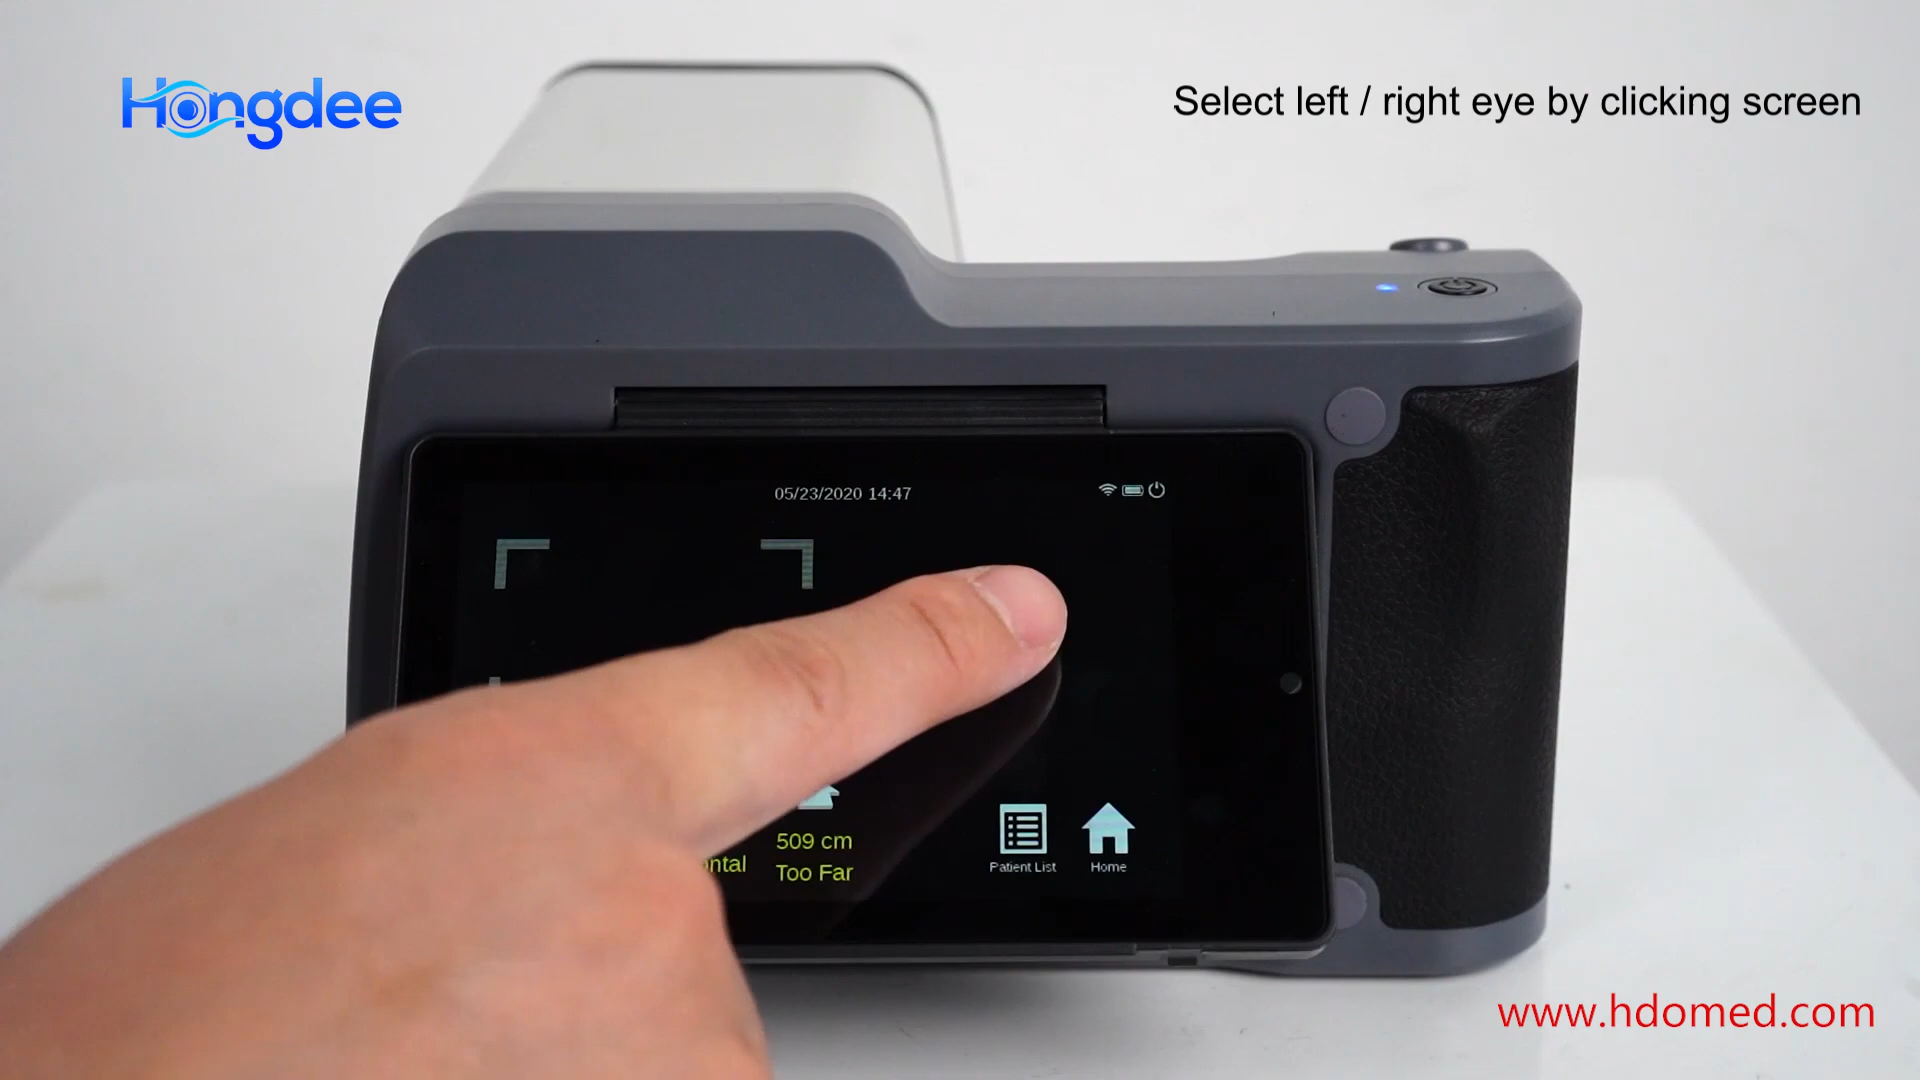 Hongdee
Select left / right eye by clicking screen
05/23/2020 14:47
509 cm
Too Far
Patient List
Home
www.hdomed.com